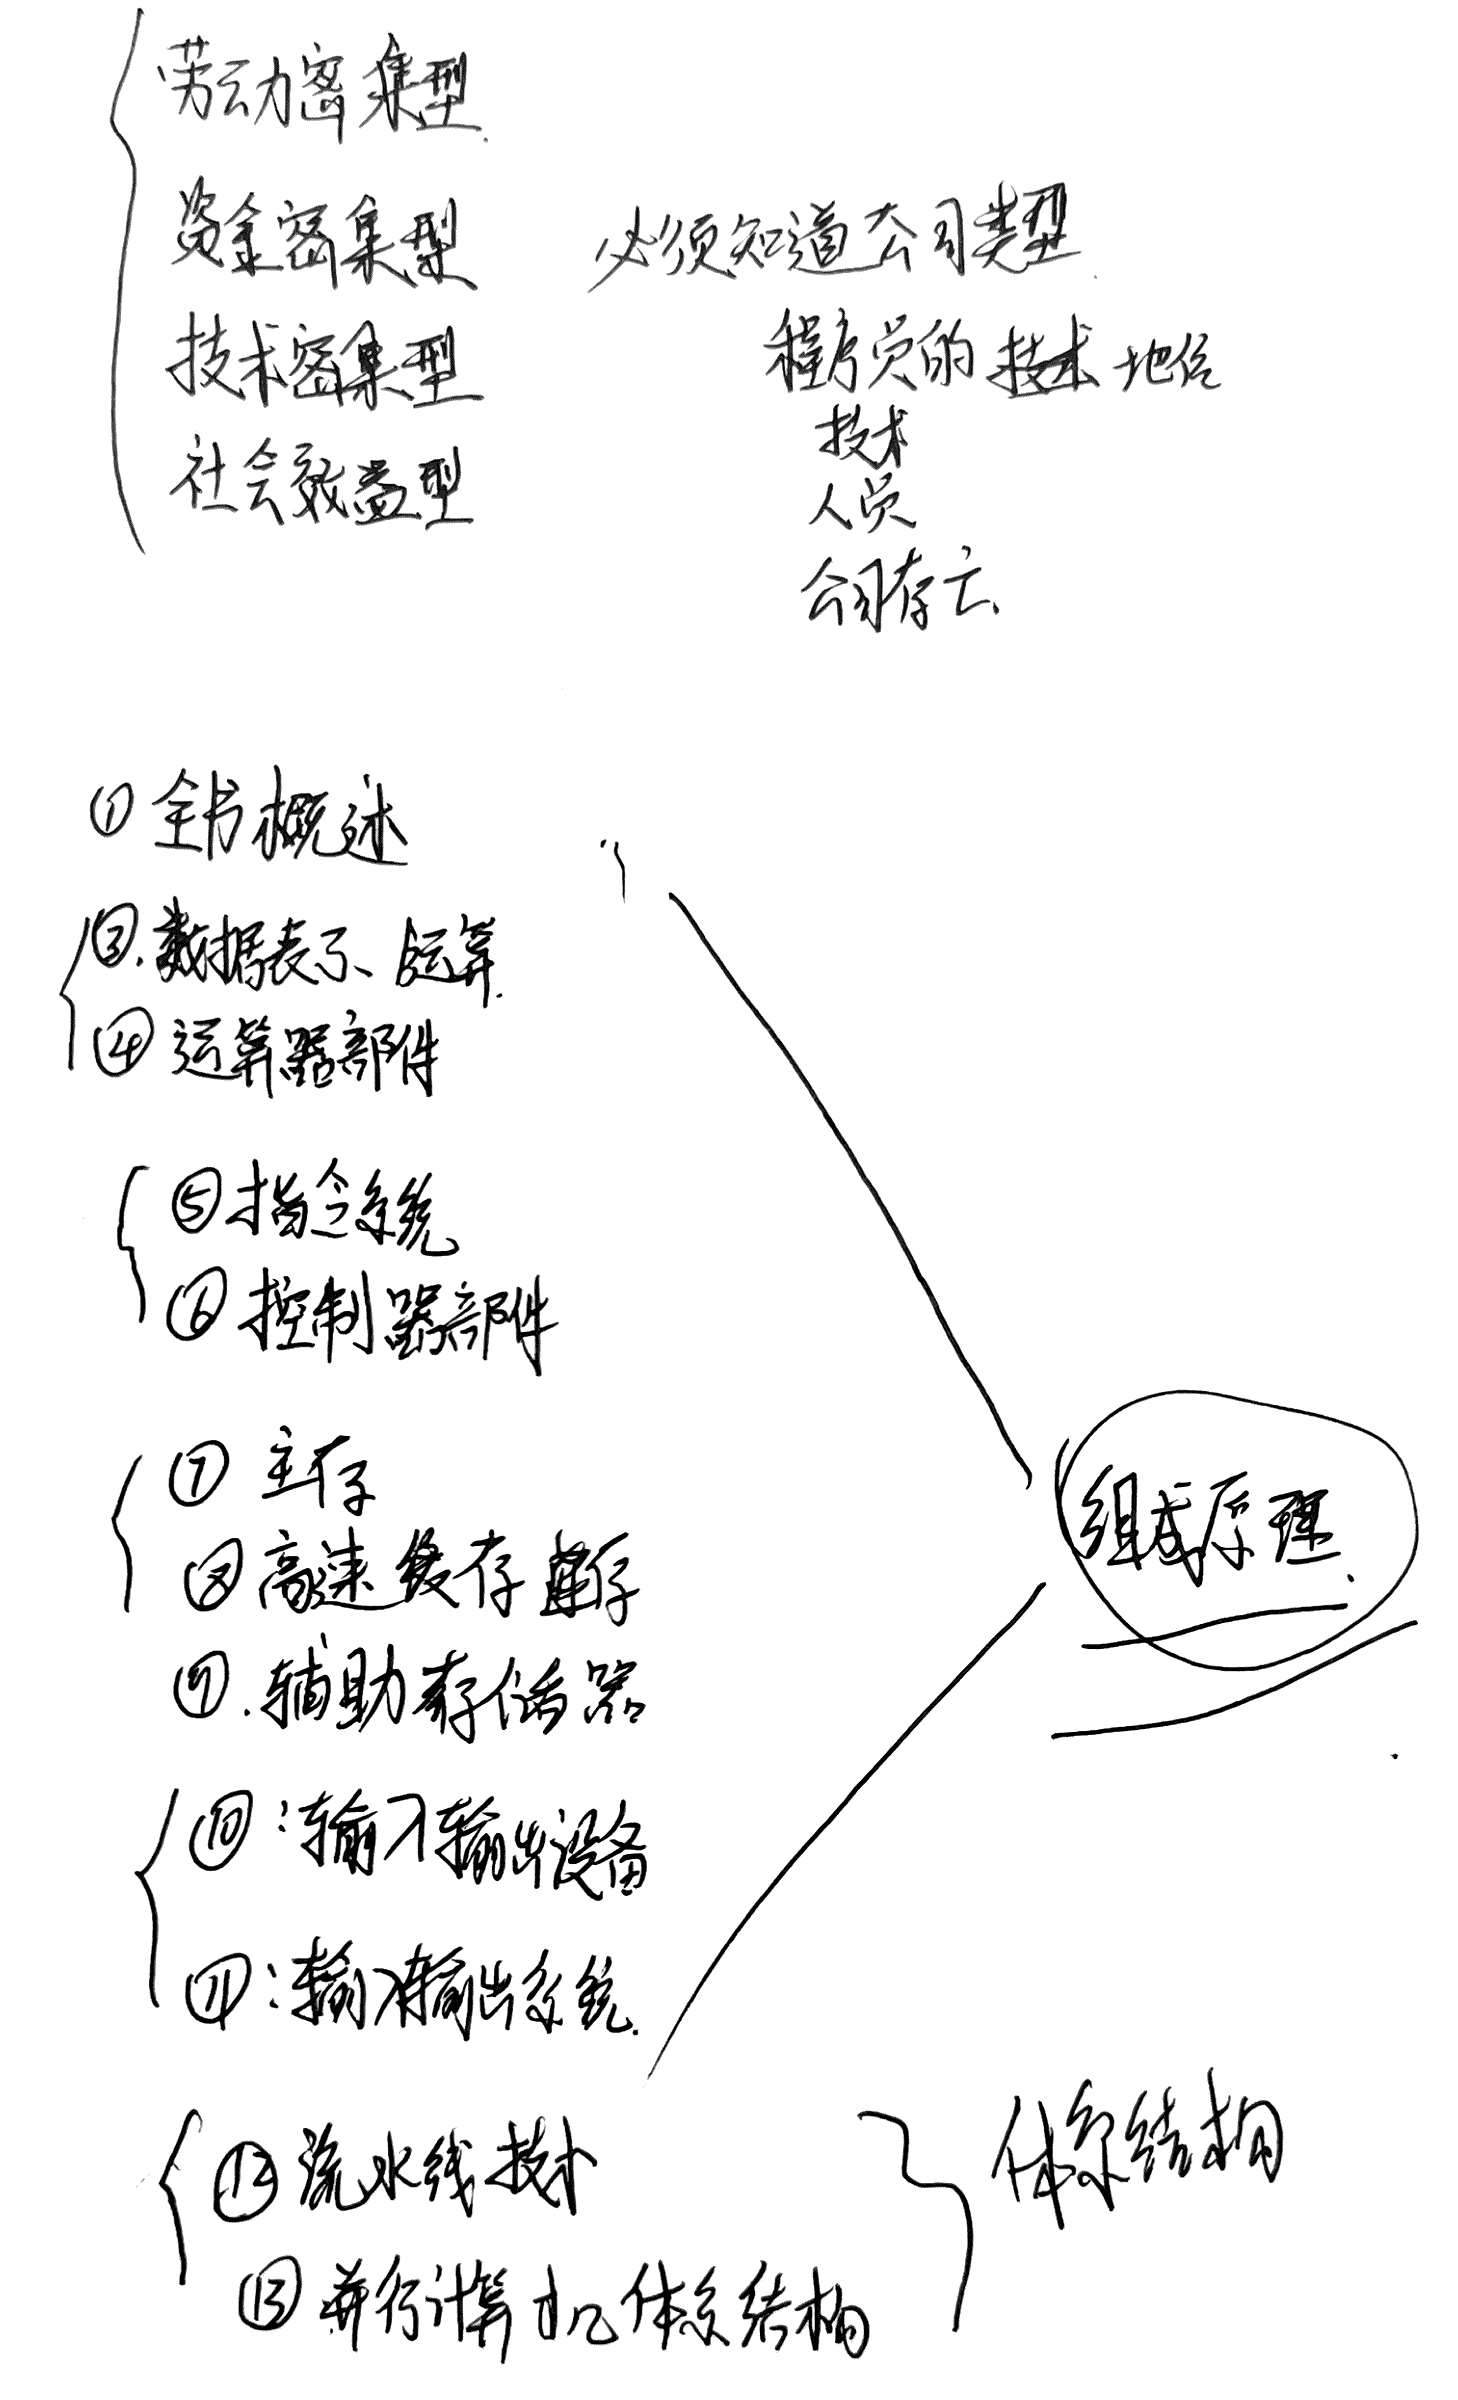 劳动力密集型
资金密集型
技术密集型
社会效益型
必须知道公司类型
程序员的技术地位
技术
人员
公司存亡
① 全书概述
③. 数据表示、运算
④ 运算器部件
⑤ 指令系统
⑥ 控制器部件
⑦ 主存
⑧ 高速缓存
⑨. 辅助存储器
⑩:输入输出设备
⑪:输入输出系统.
组成原理.
⑫ 流水线技术
⑬ 并行计算机体系结构
体系结构